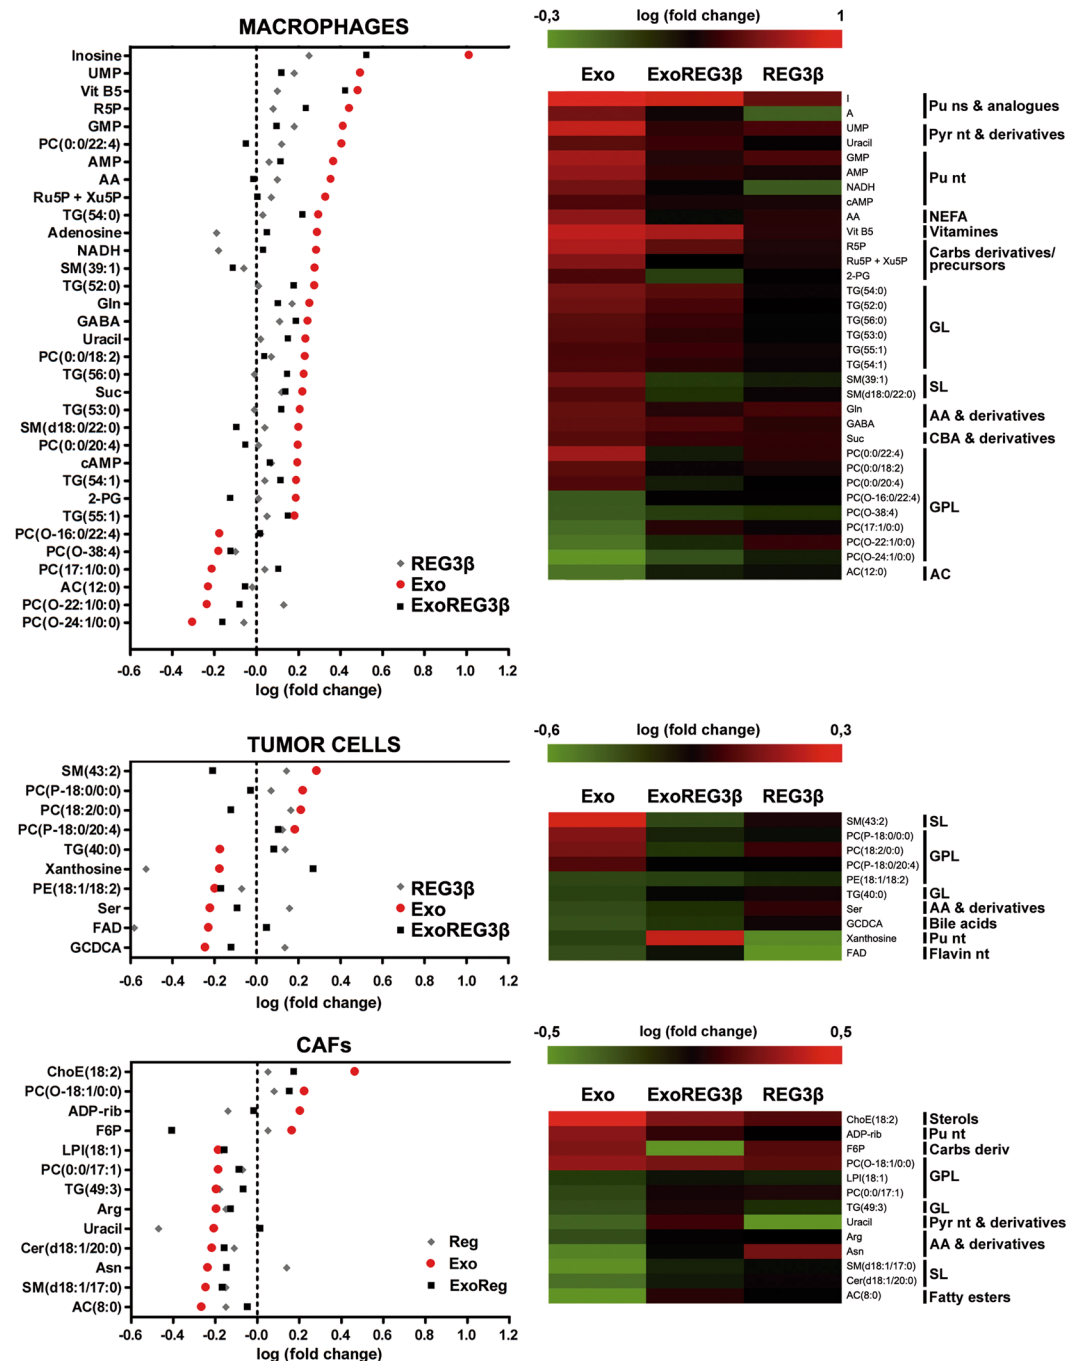 MACROPHAGES
Inosine
UMP
Vit B5
R5P
GMP
PC(0:0/22:4)
AMP
AA
Ru5P + Xu5P
TG(54:0)
Adenosine
NADH
SM(39:1)
TG(52:0)
Gln
GABA
Uracil
PC(0:0/18:2)
TG(56:0)
Suc
TG(53:0)
SM(d18:0/22:0)
PC(0:0/20:4)
cAMP
TG(54:1)
2-PG
TG(55:1)
PC(O-16:0/22:4)
PC(O-38:4)
PC(17:1/0:0)
AC(12:0)
PC(O-22:1/0:0)
PC(O-24:1/0:0)
REG3β
Exo
ExoREG3β
-0.6 -0.4 -0.2 -0.0 0.2 0.4 0.6 0.8 1.0 1.2
log (fold change)
-0,3 log (fold change) 1
Exo ExoREG3β REG3β
I
A
UMP
Uracil
GMP
AMP
NADH
cAMP
AA
Vit B5
R5P
Ru5P + Xu5P
2-PG
TG(54:0)
TG(52:0)
TG(56:0)
TG(53:0)
TG(55:1)
TG(54:1)
SM(39:1)
SM(d18:0/22:0)
Gln
GABA
Suc
PC(0:0/22:4)
PC(0:0/18:2)
PC(0:0/20:4)
PC(O-16:0/22:4)
PC(O-38:4)
PC(17:1/0:0)
PC(O-22:1/0:0)
PC(O-24:1/0:0)
AC(12:0)
Pu ns & analogues
Pyr nt & derivatives
Pu nt
NEFA
Vitamines
Carbs derivatives/
precursors
GL
SL
AA & derivatives
CBA & derivatives
GPL
AC
TUMOR CELLS
SM(43:2)
PC(P-18:0/0:0)
PC(18:2/0:0)
PC(P-18:0/20:4)
TG(40:0)
Xanthosine
PE(18:1/18:2)
Ser
FAD
GCDCA
REG3β
Exo
ExoREG3β
-0.6 -0.4 -0.2 -0.0 0.2 0.4 0.6 0.8 1.0 1.2
log (fold change)
-0,6 log (fold change) 0,3
Exo ExoREG3β REG3β
SM(43:2)
PC(P-18:0/0:0)
PC(18:2/0:0)
PC(P-18:0/20:4)
PE(18:1/18:2)
TG(40:0)
Ser
GCDCA
Xanthosine
FAD
SL
GPL
GL
AA & derivatives
Bile acids
Pu nt
Flavin nt
CAFs
ChoE(18:2)
PC(O-18:1/0:0)
ADP-rib
F6P
LPI(18:1)
PC(0:0/17:1)
TG(49:3)
Arg
Uracil
Cer(d18:1/20:0)
Asn
SM(d18:1/17:0)
AC(8:0)
Reg
Exo
ExoReg
-0.6 -0.4 -0.2 -0.0 0.2 0.4 0.6 0.8 1.0 1.2
log (fold change)
-0,5 log (fold change) 0,5
Exo ExoREG3β REG3β
ChoE(18:2)
ADP-rib
F6P
PC(O-18:1/0:0)
LPI(18:1)
PC(0:0/17:1)
TG(49:3)
Uracil
Arg
Asn
SM(d18:1/17:0)
Cer(d18:1/20:0)
AC(8:0)
Sterols
Pu nt
Carbs deriv
GPL
GL
Pyr nt & derivatives
AA & derivatives
SL
Fatty esters